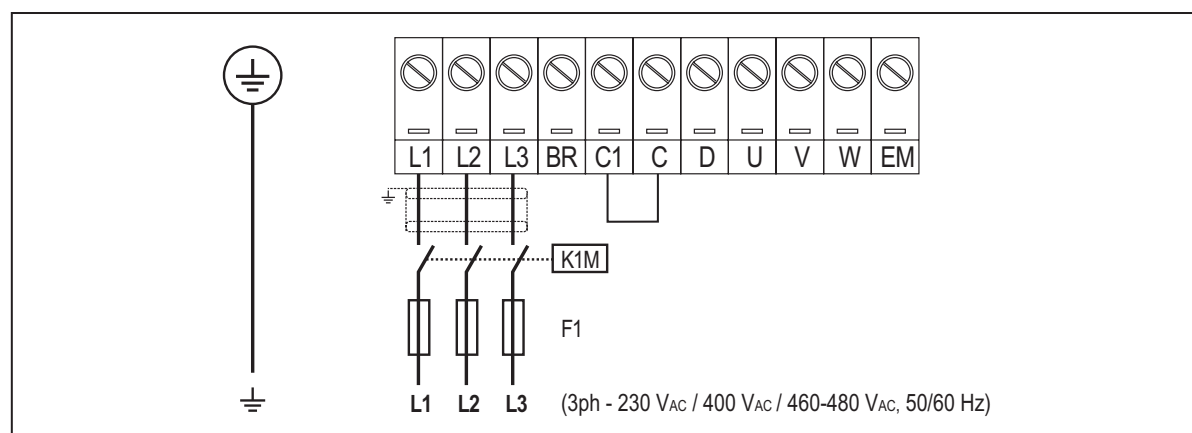 L1 L2 L3 BR C1 C D U V W EM
K1M
F1
L1 L2 L3 (3ph - 230 VAC / 400 VAC / 460-480 VAC, 50/60 Hz)